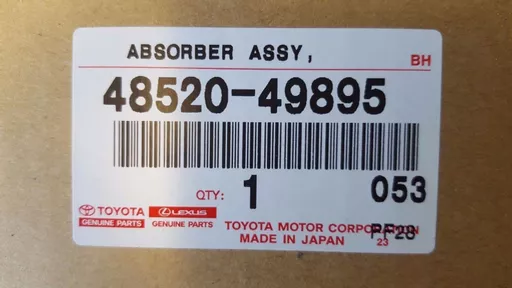 ABSORBER ASSY,
BH
48520-49895
QTY: 1 053
TOYOTA LEXUS
GENUINE PARTS GENUINE PARTS
TOYOTA MOTOR CORPORATION
MADE IN JAPAN 23
PF28